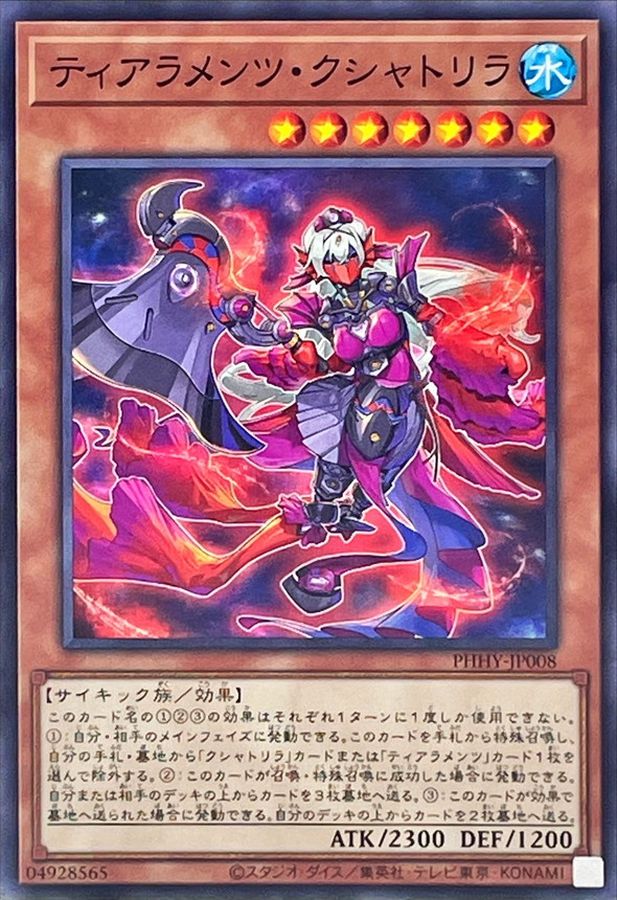 ティアラメンツ・クシャトリラ
水
PHHY-JP008
【サイキック族／効果】
このカード名の①②③の効果はそれぞれ１ターンに１度しか使用できない。
①：自分・相手のメインフェイズに発動できる。このカードを手札から特殊召喚し、
自分の手札・墓地から「クシャトリラ」カードまたは「ティアラメンツ」カード１枚を
選んで除外する。②：このカードが召喚・特殊召喚に成功した場合に発動できる。
自分または相手のデッキの上からカードを３枚墓地へ送る。③：このカードが効果で
墓地へ送られた場合に発動できる。自分のデッキの上からカードを２枚墓地へ送る。
ATK/2300 DEF/1200
04928565
©スタジオ・ダイス/集英社・テレビ東京・KONAMI